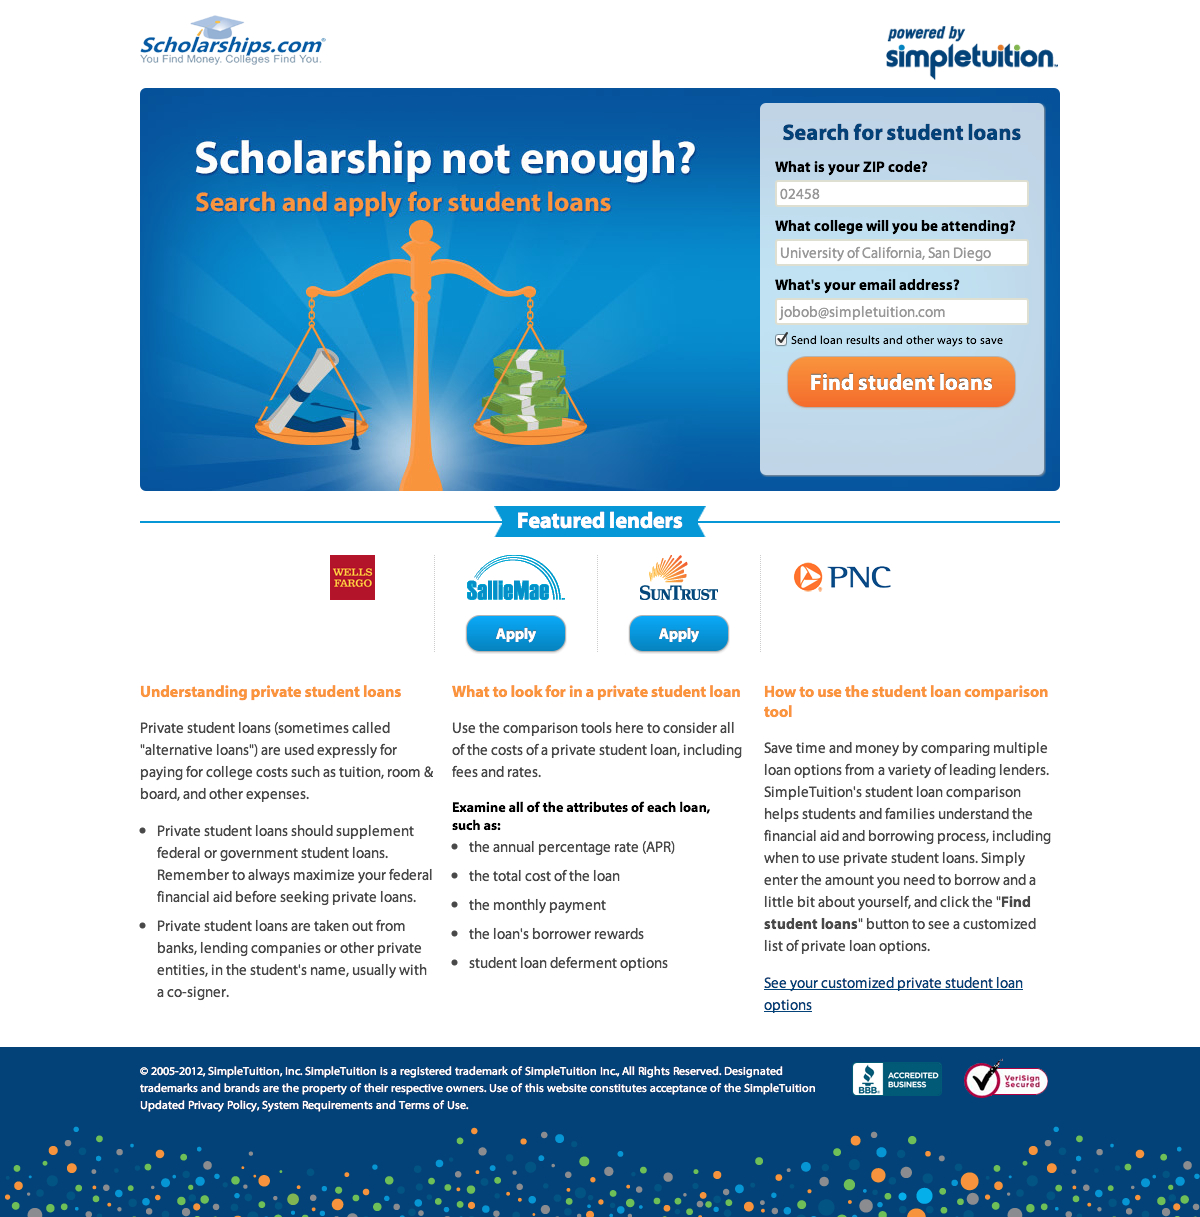 Scholarships.com®
You Find Money. Colleges Find You.
powered by
simpletuition™
Scholarship not enough?
Search and apply for student loans
Search for student loans
What is your ZIP code?
02458
What college will you be attending?
University of California, San Diego
What's your email address?
jobob@simpletuition.com
Send loan results and other ways to save
Find student loans
Featured lenders
WELLS
FARGO
SallieMae
SUNTRUST
PNC
Apply
Apply
Understanding private student loans
Private student loans (sometimes called
"alternative loans") are used expressly for
paying for college costs such as tuition, room &
board, and other expenses.
• Private student loans should supplement
federal or government student loans.
Remember to always maximize your federal
financial aid before seeking private loans.
• Private student loans are taken out from
banks, lending companies or other private
entities, in the student's name, usually with
a co-signer.
What to look for in a private student loan
Use the comparison tools here to consider all
of the costs of a private student loan, including
fees and rates.
Examine all of the attributes of each loan,
such as:
• the annual percentage rate (APR)
• the total cost of the loan
• the monthly payment
• the loan's borrower rewards
• student loan deferment options
How to use the student loan comparison
tool
Save time and money by comparing multiple
loan options from a variety of leading lenders.
SimpleTuition's student loan comparison
helps students and families understand the
financial aid and borrowing process, including
when to use private student loans. Simply
enter the amount you need to borrow and a
little bit about yourself, and click the "Find
student loans" button to see a customized
list of private loan options.
See your customized private student loan
options
© 2005-2012, SimpleTuition, Inc. SimpleTuition is a registered trademark of SimpleTuition Inc., All Rights Reserved. Designated
trademarks and brands are the property of their respective owners. Use of this website constitutes acceptance of the SimpleTuition
Updated Privacy Policy, System Requirements and Terms of Use.
BBB
ACCREDITED
BUSINESS
VeriSign
Secured